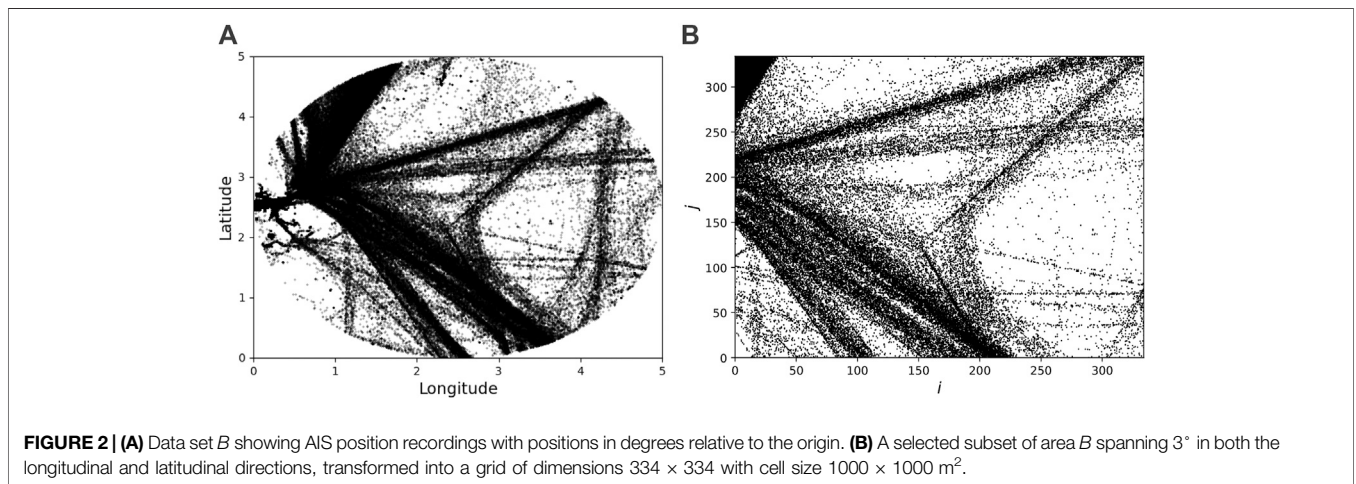 A
B
5
4
3
2
1
0
Latitude
0 1 2 3 4 5
Longitude
300
250
200
150
100
50
0
j
0 50 100 150 200 250 300
i
FIGURE 2 | (A) Data set B showing AIS position recordings with positions in degrees relative to the origin. (B) A selected subset of area B spanning 3° in both the
longitudinal and latitudinal directions, transformed into a grid of dimensions 334 × 334 with cell size 1000 × 1000 m².